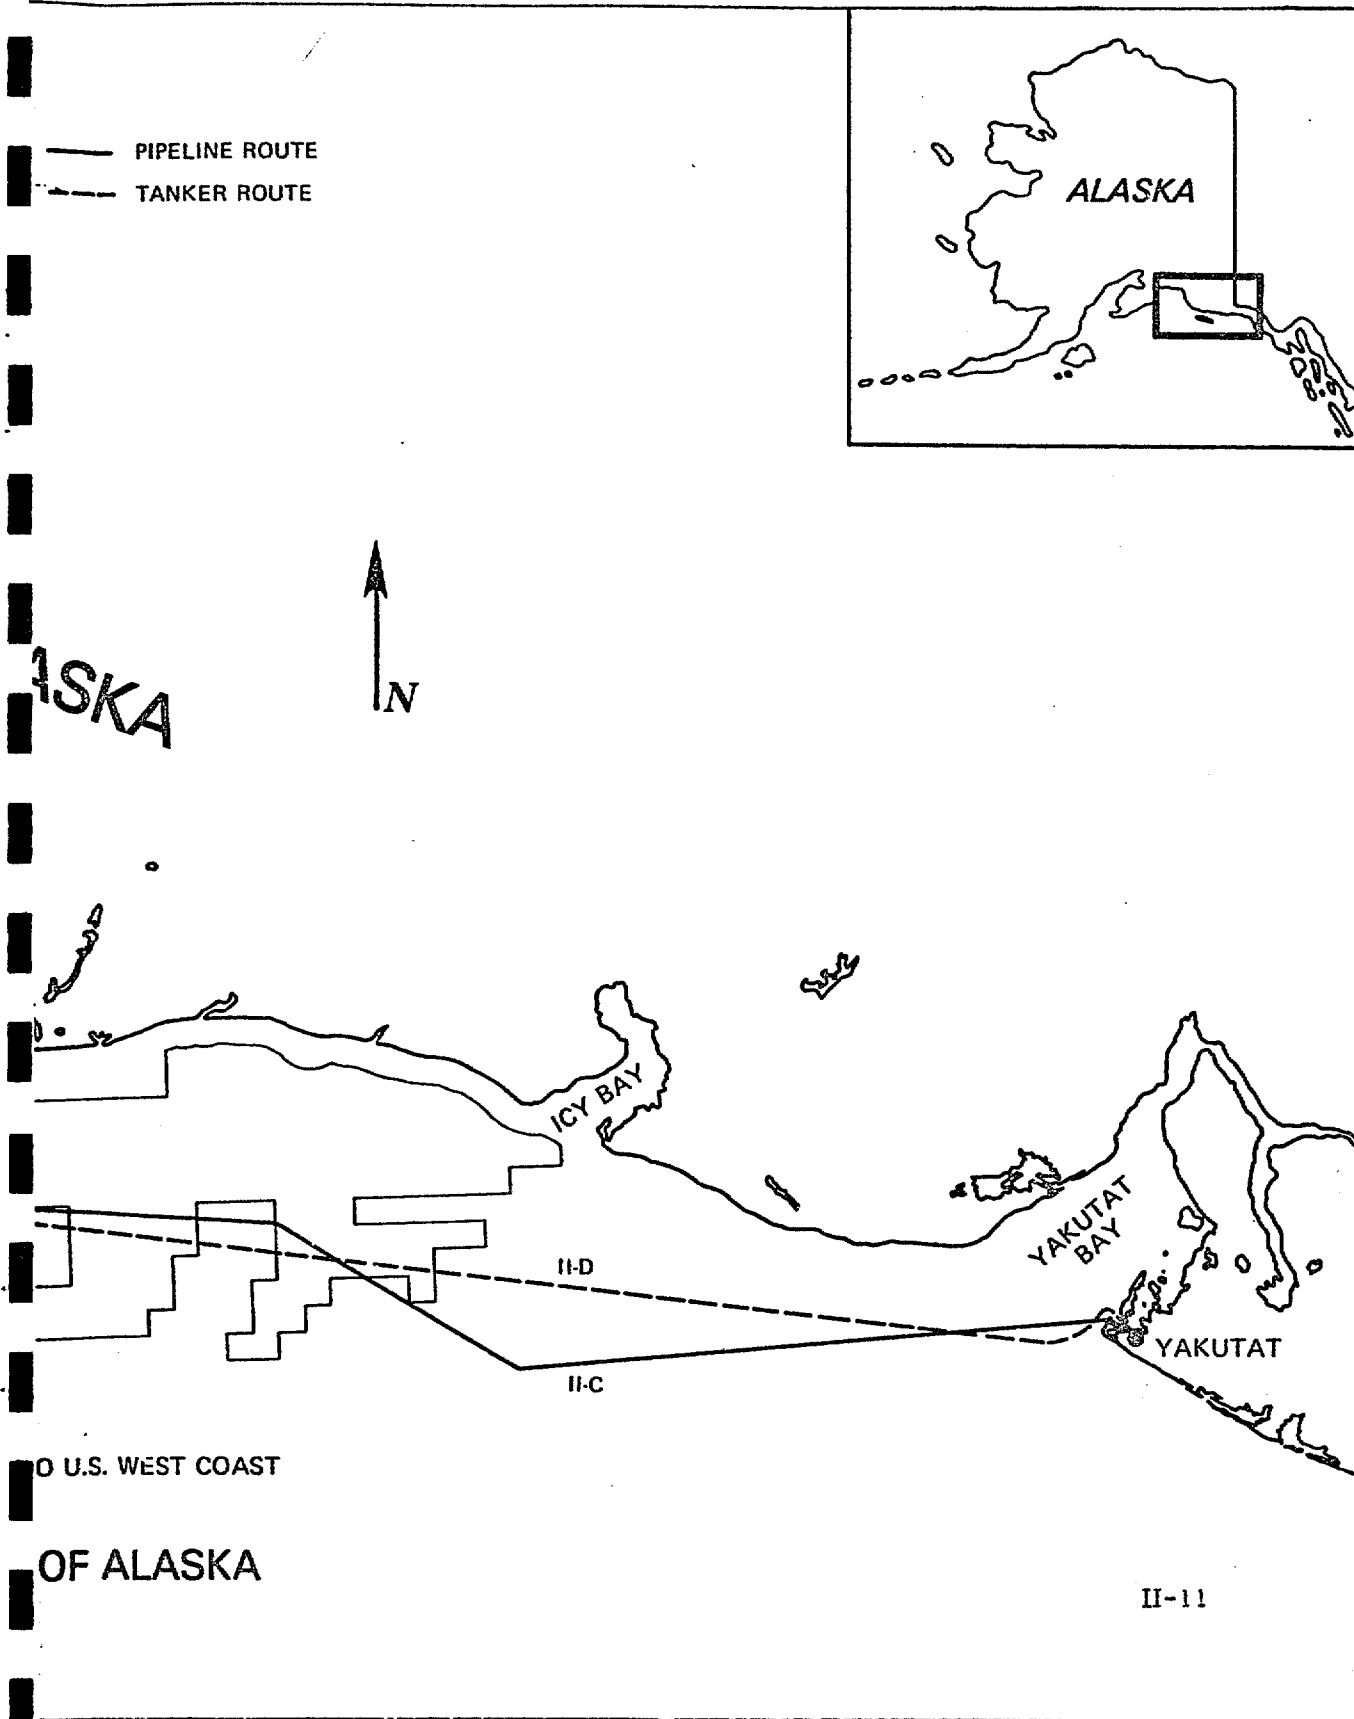 PIPELINE ROUTE
TANKER ROUTE
ALASKA
N
ASKA
ICY BAY
YAKUTAT
BAY
II-D
YAKUTAT
II-C
O U.S. WEST COAST
OF ALASKA
II-11